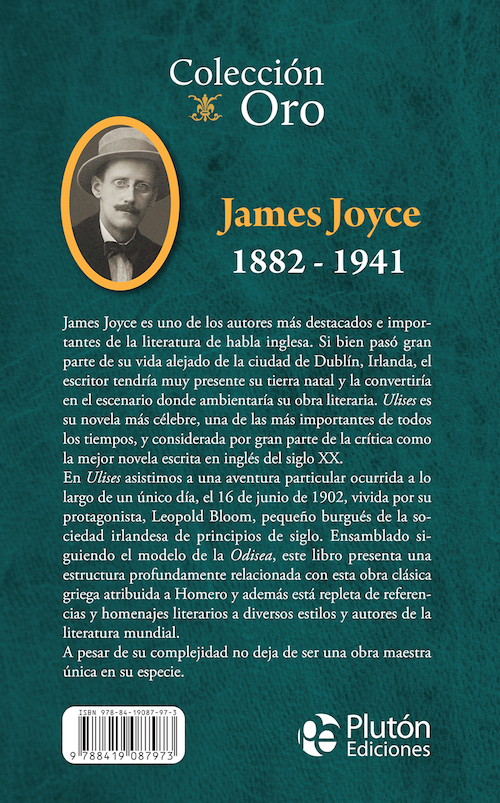 Colección
Oro
James Joyce
1882 - 1941
James Joyce es uno de los autores más destacados e impor-
tantes de la literatura de habla inglesa. Si bien pasó gran
parte de su vida alejado de la ciudad de Dublín, Irlanda, el
escritor tendría muy presente su tierra natal y la convertiría
en el escenario donde ambientaría su obra literaria. Ulises es
su novela más célebre, una de las más importantes de todos
los tiempos, y considerada por gran parte de la crítica como
la mejor novela escrita en inglés del siglo XX.
En Ulises asistimos a una aventura particular ocurrida a lo
largo de un único día, el 16 de junio de 1902, vivida por su
protagonista, Leopold Bloom, pequeño burgués de la so-
ciedad irlandesa de principios de siglo. Ensamblado si-
guiendo el modelo de la Odisea, este libro presenta una
estructura profundamente relacionada con esta obra clásica
griega atribuida a Homero y además está repleta de referen-
cias y homenajes literarios a diversos estilos y autores de la
literatura mundial.
A pesar de su complejidad no deja de ser una obra maestra
única en su especie.
ISBN 978-84-19087-97-3
9 788419 087973
Plutón
Ediciones